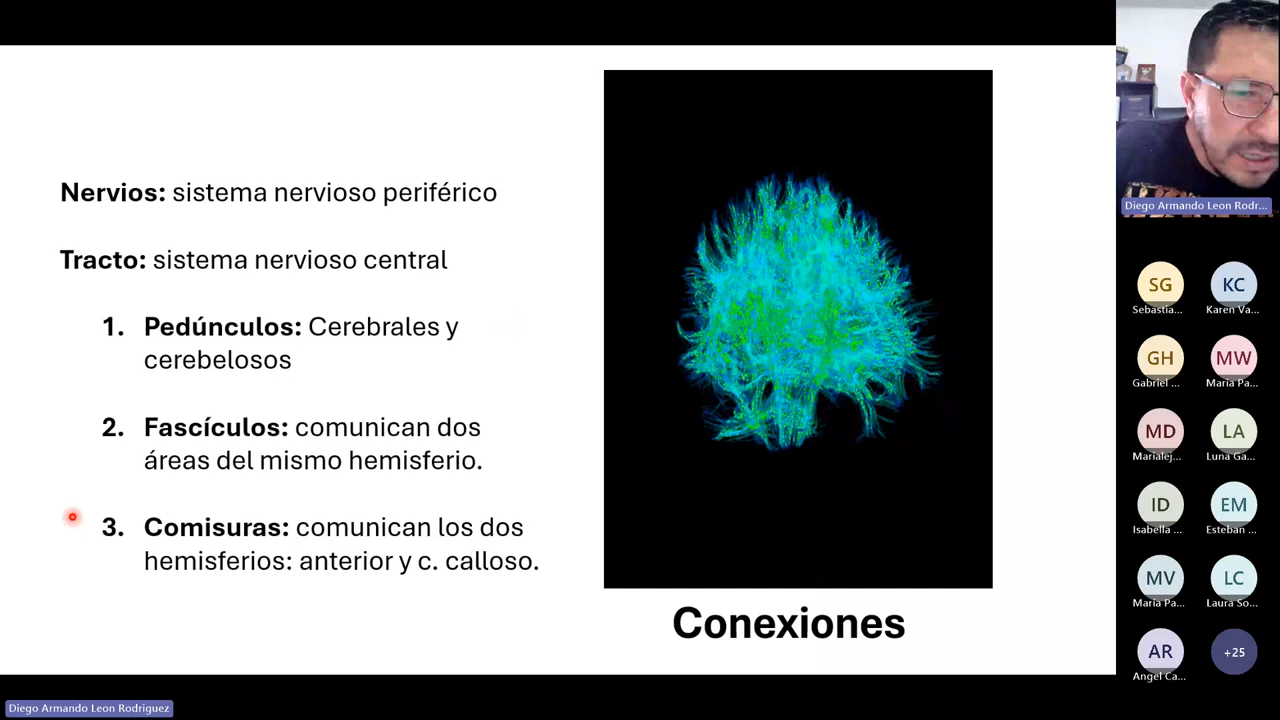 Nervios: sistema nervioso periférico
Tracto: sistema nervioso central
1. Pedúnculos: Cerebrales y
cerebelosos
2. Fascículos: comunican dos
áreas del mismo hemisferio.
3. Comisuras: comunican los dos
hemisferios: anterior y c. calloso.
Conexiones
Diego Armando Leon Rodr...
SG
Sebastia...
KC
Karen Va...
GH
Gabriel ...
MW
Maria Pa...
MD
Marialej...
LA
Luna Ga...
ID
Isabella ...
EM
Esteban ...
MV
Maria Pa...
LC
Laura So...
AR
Angel Ca...
+25
Diego Armando Leon Rodriguez